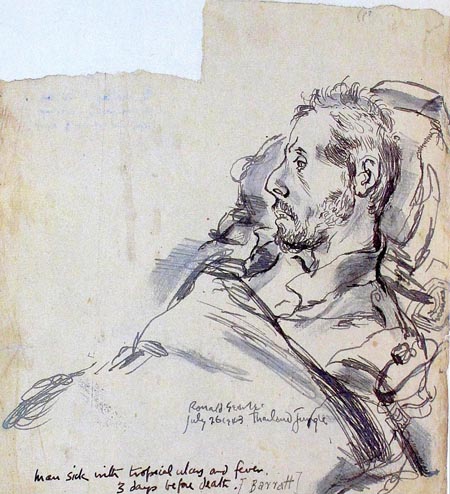 Ronald Searle
July 26 1943 Thailand Jungle
man sick with tropical ulcers and fever.
3 days before death. [J Barratt]